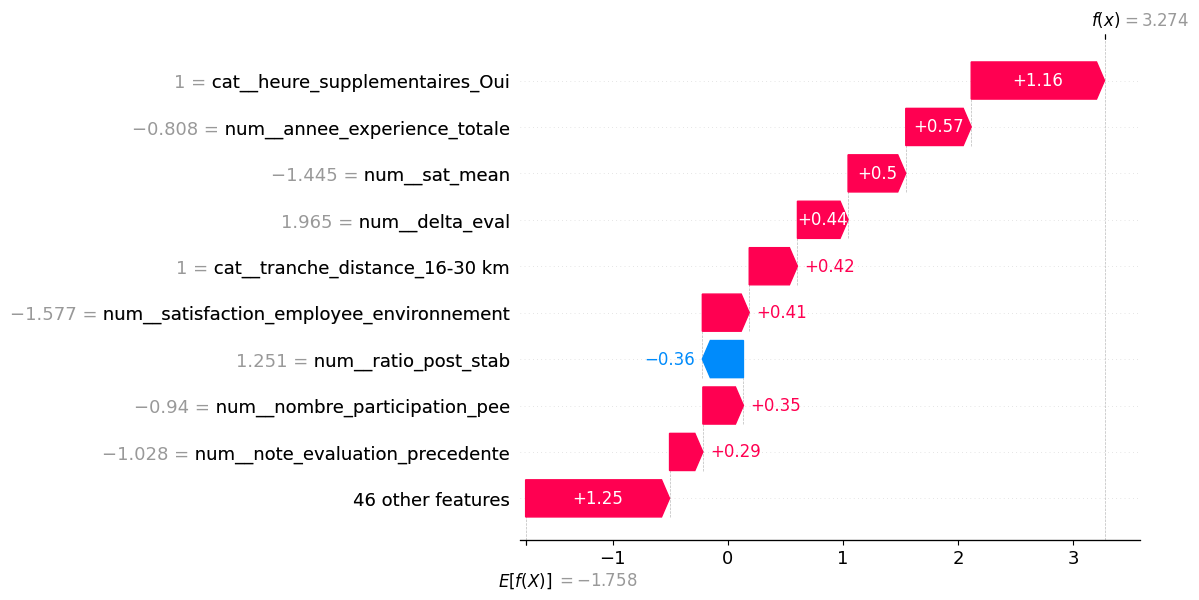 f(x) = 3.274
1 = cat__heure_supplementaires_Oui +1.16
−0.808 = num__annee_experience_totale +0.57
−1.445 = num__sat_mean +0.5
1.965 = num__delta_eval +0.44
1 = cat__tranche_distance_16-30 km +0.42
−1.577 = num__satisfaction_employee_environnement +0.41
1.251 = num__ratio_post_stab −0.36
−0.94 = num__nombre_participation_pee +0.35
−1.028 = num__note_evaluation_precedente +0.29
46 other features +1.25
−1 0 1 2 3
E[f(X)] = −1.758